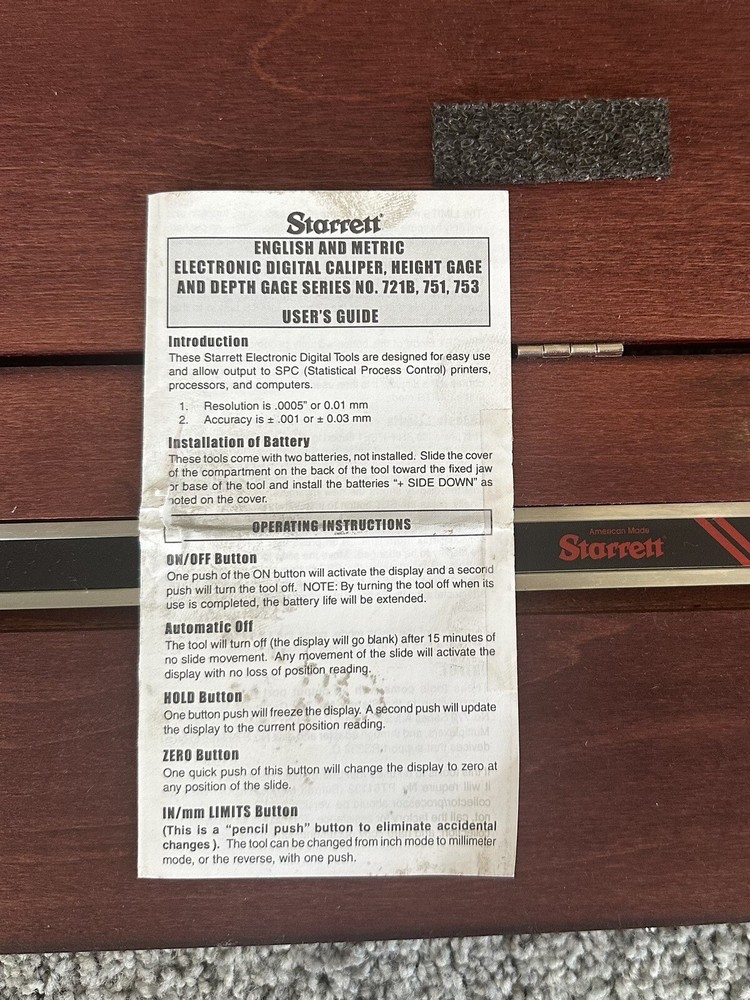 Starrett
ENGLISH AND METRIC
ELECTRONIC DIGITAL CALIPER, HEIGHT GAGE
AND DEPTH GAGE SERIES NO. 721B, 751, 753
USER'S GUIDE
Introduction
These Starrett Electronic Digital Tools are designed for easy use
and allow output to SPC (Statistical Process Control) printers,
processors, and computers.
1. Resolution is .0005" or 0.01 mm
2. Accuracy is ± .001 or ± 0.03 mm
Installation of Battery
These tools come with two batteries, not installed. Slide the cover
of the compartment on the back of the tool toward the fixed jaw
or base of the tool and install the batteries "+ SIDE DOWN" as
noted on the cover.
OPERATING INSTRUCTIONS
ON/OFF Button
One push of the ON button will activate the display and a second
push will turn the tool off. NOTE: By turning the tool off when its
use is completed, the battery life will be extended.
Automatic Off
The tool will turn off (the display will go blank) after 15 minutes of
no slide movement. Any movement of the slide will activate the
display with no loss of position reading.
HOLD Button
One button push will freeze the display. A second push will update
the display to the current position reading.
ZERO Button
One quick push of this button will change the display to zero at
any position of the slide.
IN/mm LIMITS Button
(This is a "pencil push" button to eliminate accidental
changes ). The tool can be changed from inch mode to millimeter
mode, or the reverse, with one push.
American Made
Starrett